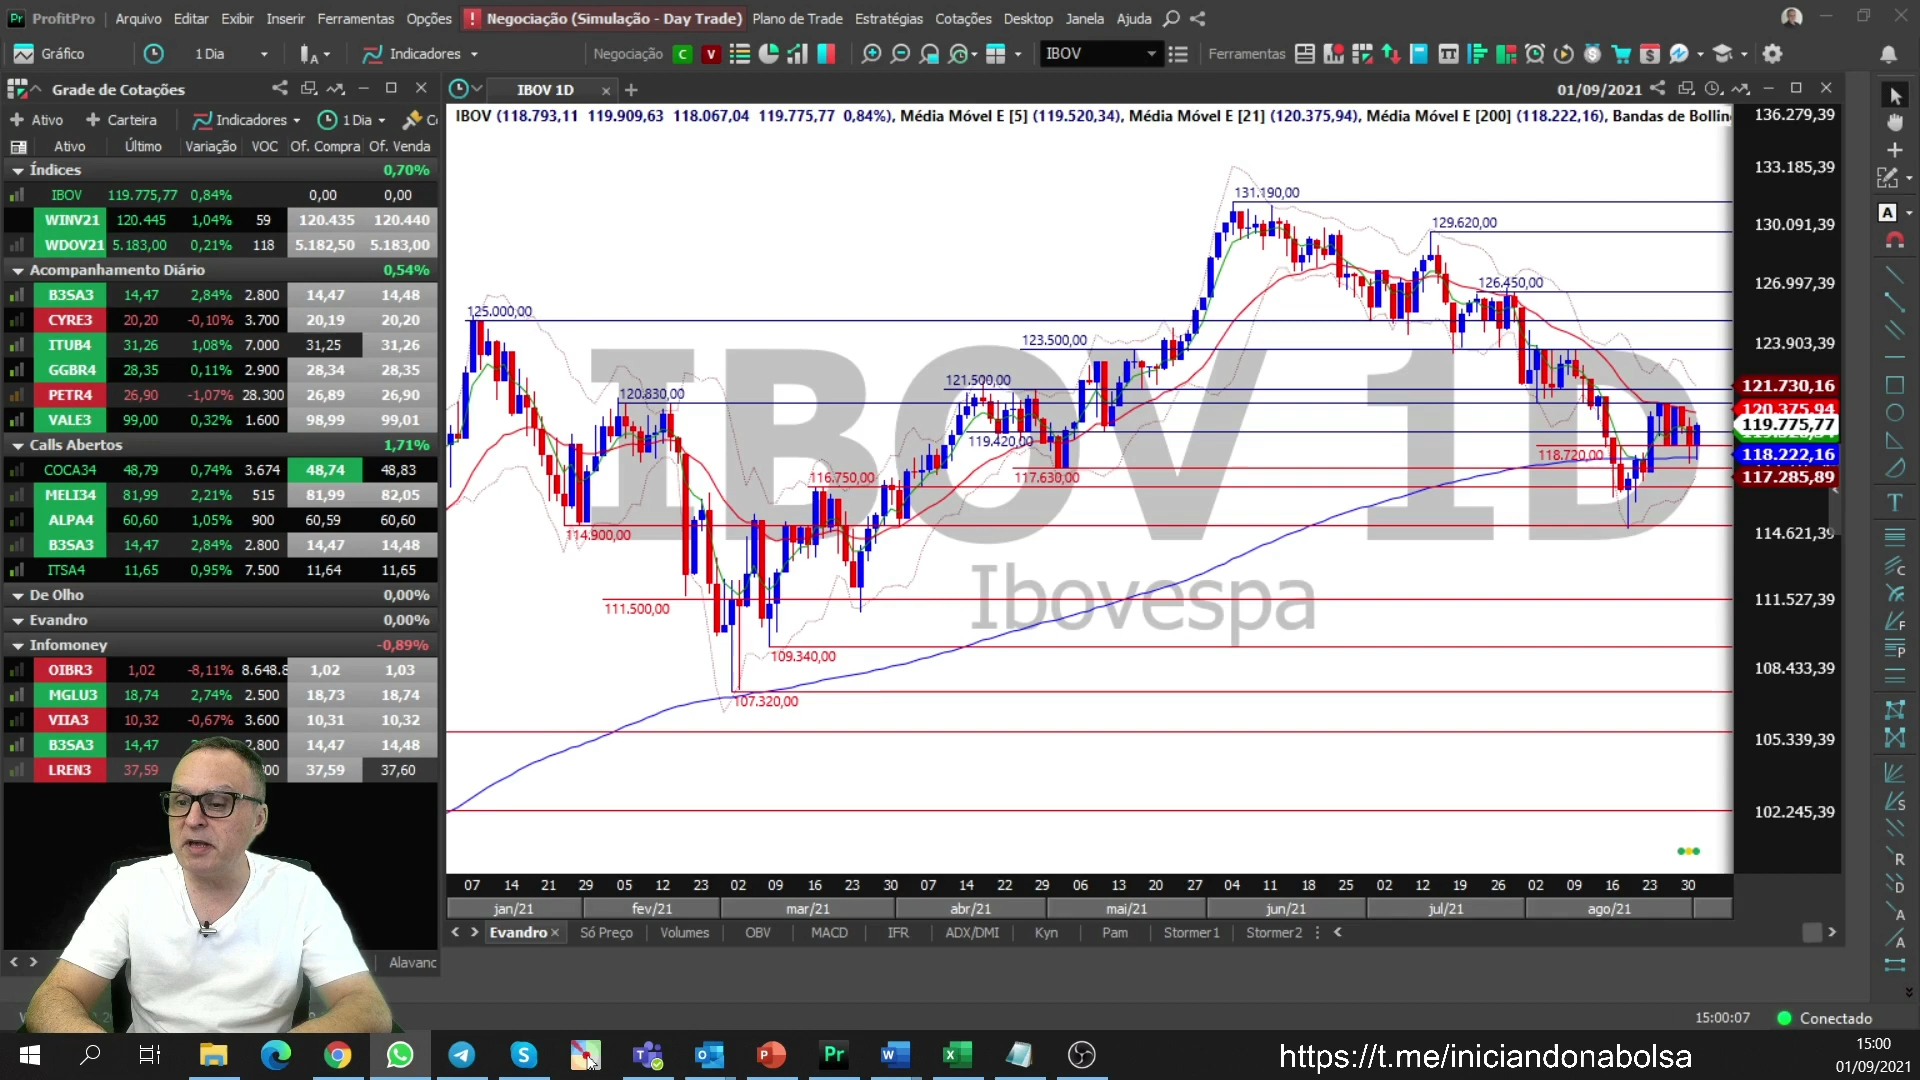 ProfitPro Arquivo Editar Exibir Inserir Ferramentas Opções ! Negociação (Simulação - Day Trade) Plano de Trade Estratégias Cotações Desktop Janela Ajuda
Gráfico 1 Dia Indicadores Negociação C V IBOV Ferramentas
Grade de Cotações
IBOV 1D
01/09/2021
Ativo Carteira Indicadores 1 Dia
IBOV (118.793,11 119.909,63 118.067,04 119.775,77 0,84%), Média Móvel E [5] (119.520,34), Média Móvel E [21] (120.375,94), Média Móvel E [200] (118.222,16), Bandas de Bollin
Ativo Último Variação VOC Of. Compra Of. Venda
Índices 0,70%
IBOV 119.775,77 0,84% 0,00 0,00
WINV21 120.445 1,04% 59 120.435 120.440
WDOV21 5.183,00 0,21% 118 5.182,50 5.183,00
Acompanhamento Diário 0,54%
B3SA3 14,47 2,84% 2.800 14,47 14,48
CYRE3 20,20 -0,10% 3.700 20,19 20,20
ITUB4 31,26 1,08% 7.000 31,25 31,26
GGBR4 28,35 0,11% 2.900 28,34 28,35
PETR4 26,90 -1,07% 28.300 26,89 26,90
VALE3 99,00 0,32% 1.600 98,99 99,01
Calls Abertos 1,71%
COCA34 48,79 0,74% 3.674 48,74 48,83
MELI34 81,99 2,21% 515 81,99 82,05
ALPA4 60,60 1,05% 900 60,59 60,60
B3SA3 14,47 2,84% 2.800 14,47 14,48
ITSA4 11,65 0,95% 7.500 11,64 11,65
De Olho 0,00%
Evandro 0,00%
Infomoney -0,89%
OIBR3 1,02 -8,11% 8.648.8 1,02 1,03
MGLU3 18,74 2,74% 2.500 18,73 18,74
VIIA3 10,32 -0,67% 3.600 10,31 10,32
B3SA3 14,47 2.800 14,47 14,48
LREN3 37,59 37,59 37,60
Alavanc
IBOV 1D
Ibovespa
125.000,00
120.830,00
114.900,00
111.500,00
107.320,00
109.340,00
116.750,00
121.500,00
119.420,00
123.500,00
117.630,00
131.190,00
129.620,00
126.450,00
118.720,00
136.279,39
133.185,39
130.091,39
126.997,39
123.903,39
121.730,16
120.375,94
119.775,77
118.222,16
117.285,89
114.621,39
111.527,39
108.433,39
105.339,39
102.245,39
07 14 21 29 05 12 23 02 09 16 23 30 07 14 22 29 06 13 20 27 04 11 18 25 02 12 19 26 02 09 16 23 30
jan/21 fev/21 mar/21 abr/21 mai/21 jun/21 jul/21 ago/21
Evandro Só Preço Volumes OBV MACD IFR ADX/DMI Kyn Pam Stormer1 Stormer2
15:00:07 Conectado
https://t.me/iniciandonabolsa
15:00
01/09/2021